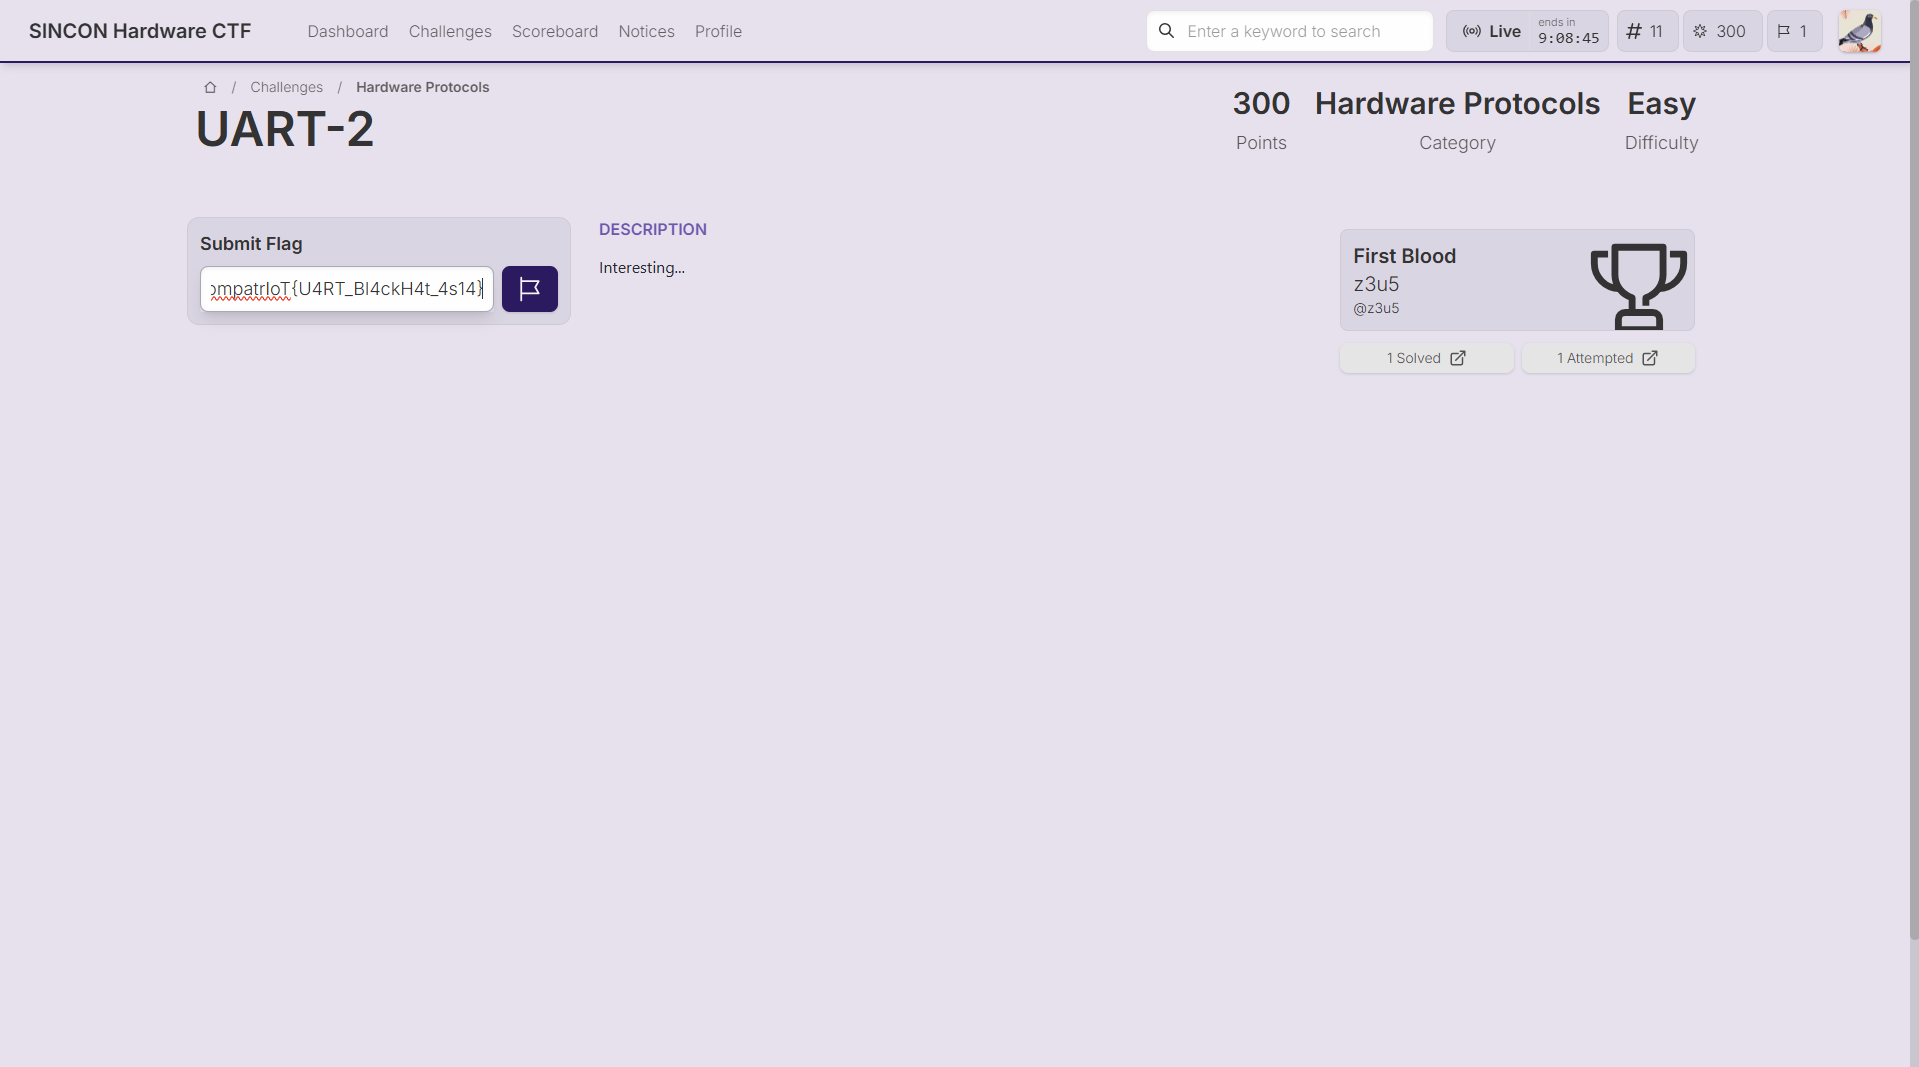 SINCON Hardware CTF
Dashboard Challenges Scoreboard Notices Profile
Enter a keyword to search
Live ends in 9:08:45
# 11
300
1
/ Challenges / Hardware Protocols
UART-2
300 Hardware Protocols Easy
Points Category Difficulty
Submit Flag
ompatrIoT{U4RT_Bl4ckH4t_4s14}
DESCRIPTION
Interesting...
First Blood
z3u5
@z3u5
1 Solved
1 Attempted